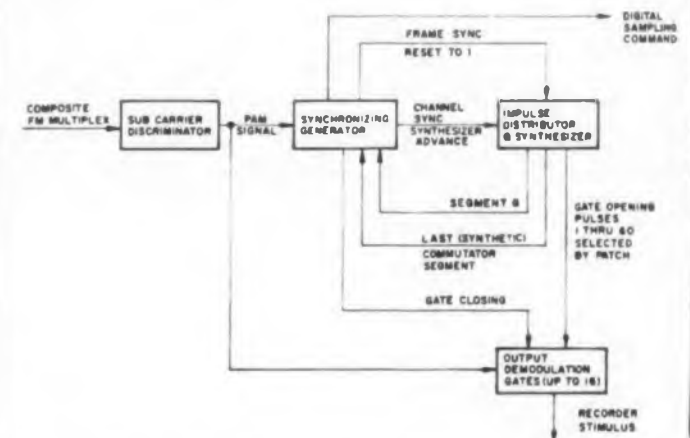 DIGITAL
SAMPLING
COMMAND
FRAME SYNC
RESET TO 1
COMPOSITE
FM MULTIPLEX
SUB CARRIER
DISCRIMINATOR
PAM
SIGNAL
SYNCHRONIZING
GENERATOR
CHANNEL
SYNC
SYNTHESIZER
ADVANCE
IMPULSE
DISTRIBUTOR
& SYNTHESIZER
SEGMENT 8
LAST (SYNTHETIC)
COMMUTATOR
SEGMENT
GATE OPENING
PULSES
1 THRU 60
SELECTED
BY PATCH
GATE CLOSING
OUTPUT
DEMODULATION
GATES (UP TO 18)
RECORDER
STIMULUS